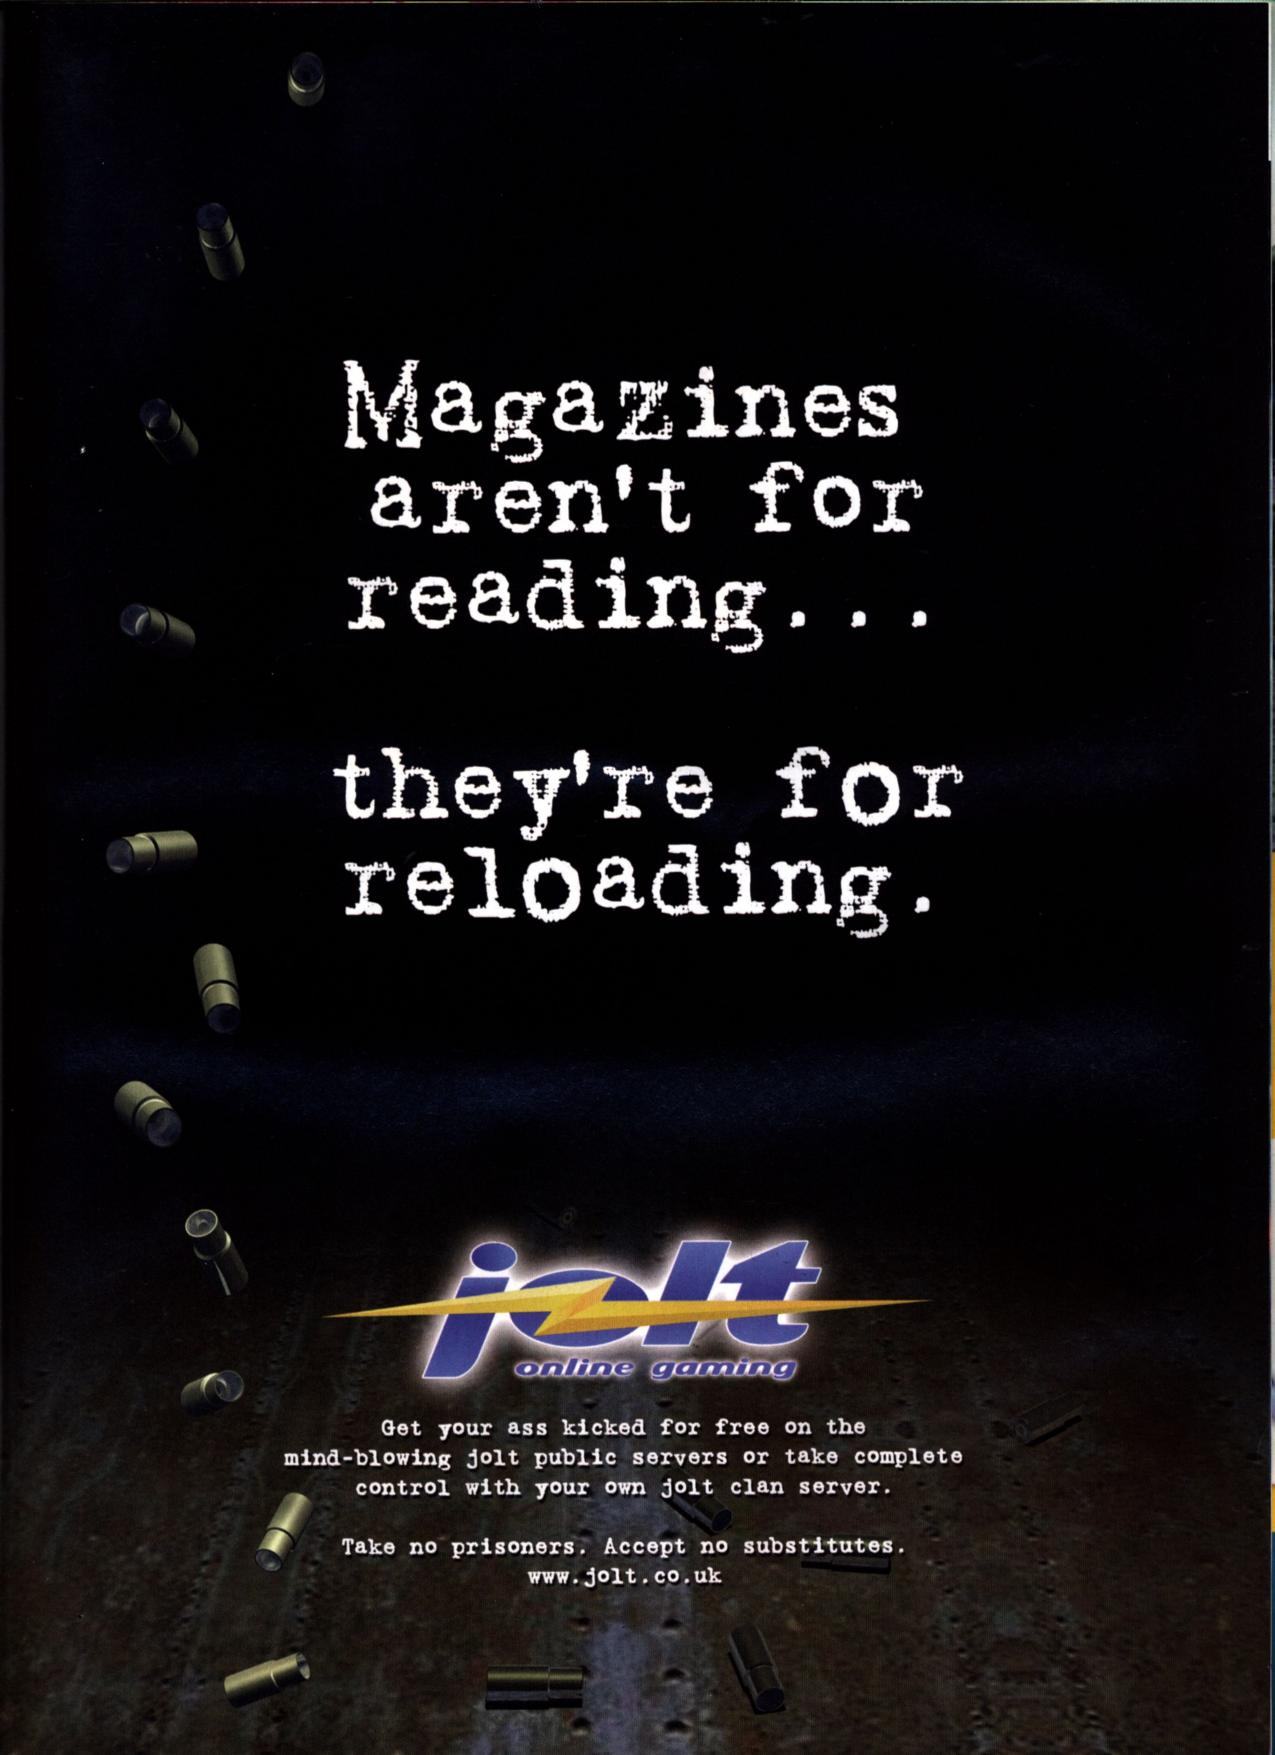 Magazines
aren't for
reading...
they're for
reloading.
jolt
online gaming
Get your ass kicked for free on the
mind-blowing jolt public servers or take complete
control with your own jolt clan server.
Take no prisoners. Accept no substitutes.
www.jolt.co.uk